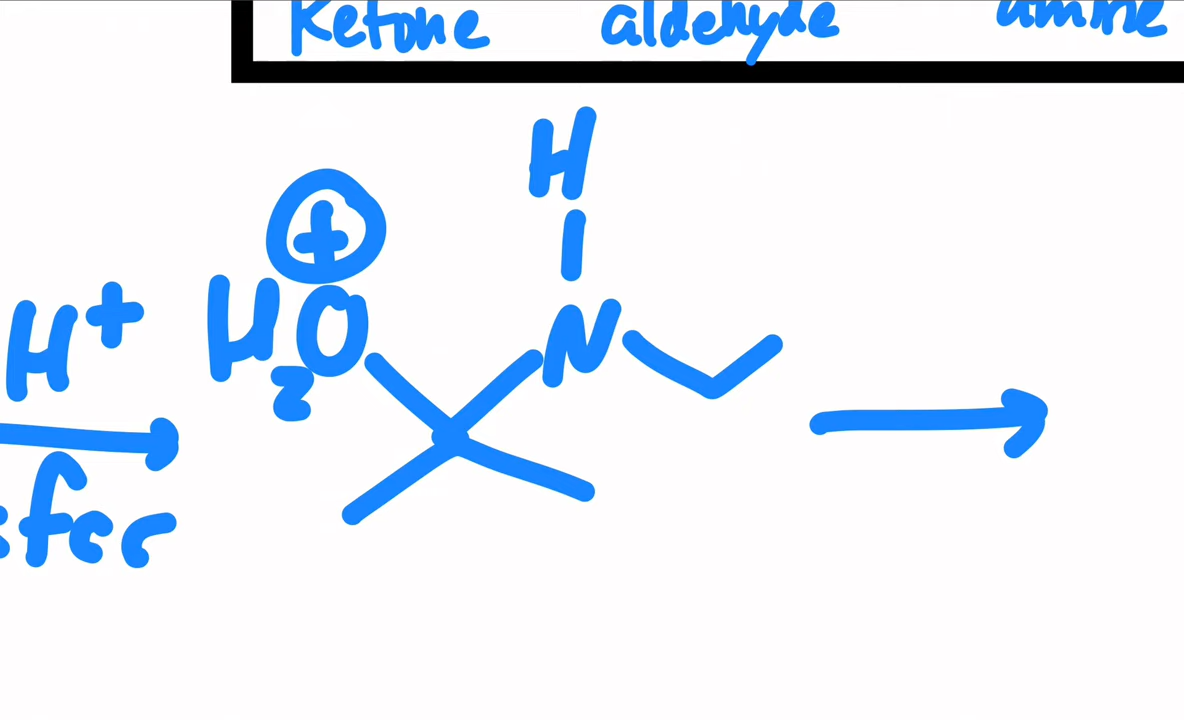 Ketone aldehyde amine
H
H⁺ H₂O⊕ N